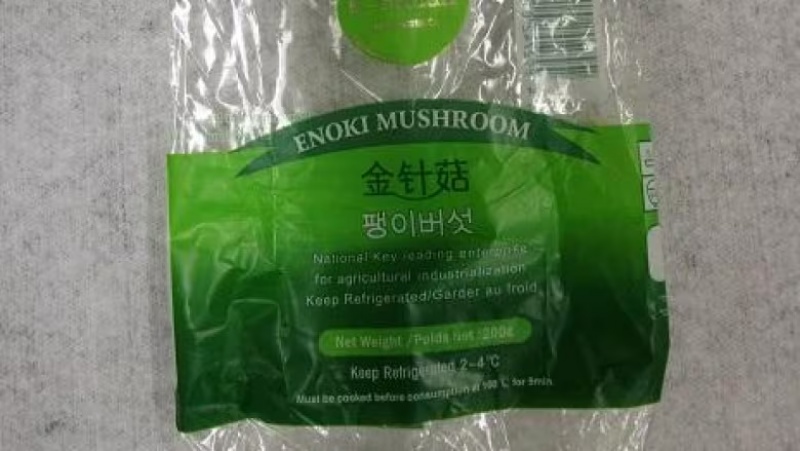 ENOKI MUSHROOM
金针菇
팽이버섯
National Key leading enterprise
for agricultural industrialization
Keep Refrigerated/Garder au froid
Net Weight /Poids net :200g
Keep Refrigerated 2-4℃
Must be cooked before consumption at 100℃ for 8min